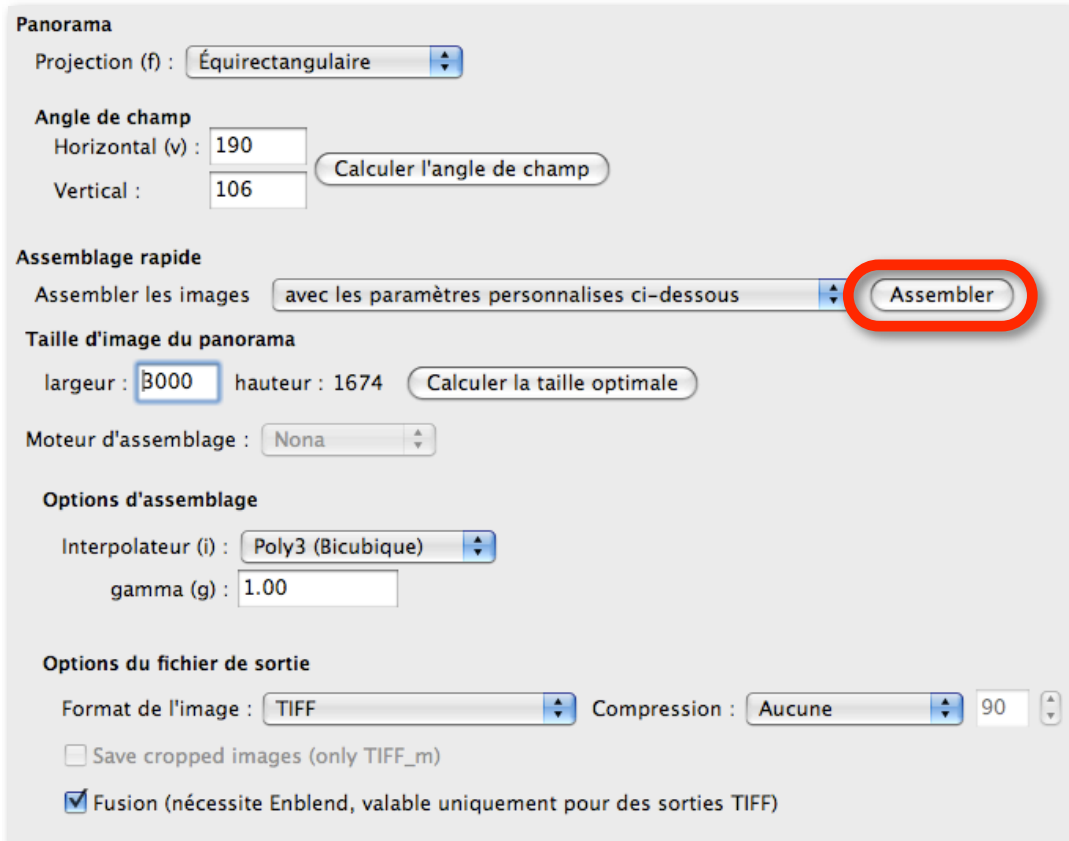 Panorama
Projection (f) : Équirectangulaire
Angle de champ
Horizontal (v) : 190
Calculer l'angle de champ
Vertical : 106
Assemblage rapide
Assembler les images avec les paramètres personnalises ci-dessous Assembler
Taille d'image du panorama
largeur : 3000 hauteur : 1674 Calculer la taille optimale
Moteur d'assemblage : Nona
Options d'assemblage
Interpolateur (i) : Poly3 (Bicubique)
gamma (g) : 1.00
Options du fichier de sortie
Format de l'image : TIFF Compression : Aucune 90
Save cropped images (only TIFF_m)
Fusion (nécessite Enblend, valable uniquement pour des sorties TIFF)